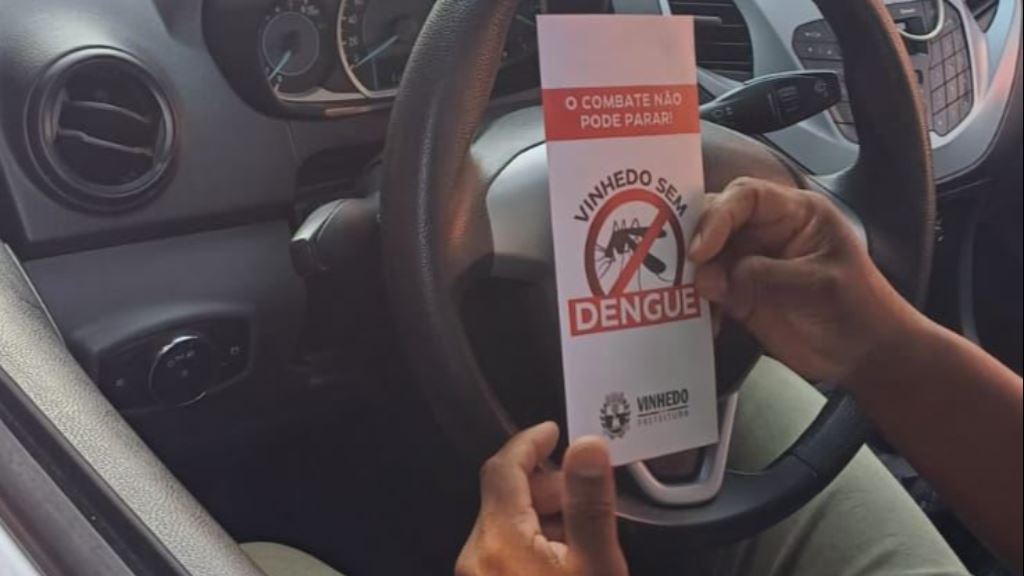 O COMBATE NÃO
PODE PARAR!
VINHEDO SEM
DENGUE
VINHEDO
PREFEITURA